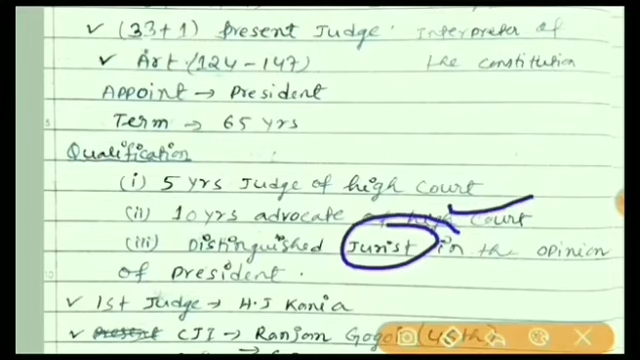 ✓ (33+1) Present Judge. Interpreter of
✓ Art. (124-147) the constitution
APPoint → President
Term → 65 yrs
Qualification
(i) 5 yrs Judge of high Court
(ii) 10 yrs advocate of high Court
(iii) Distinguished Jurist in the opinion
of President.
✓ 1st Judge → H.J Kania
✓ Present CJI → Ranjan Gogoi (46th)